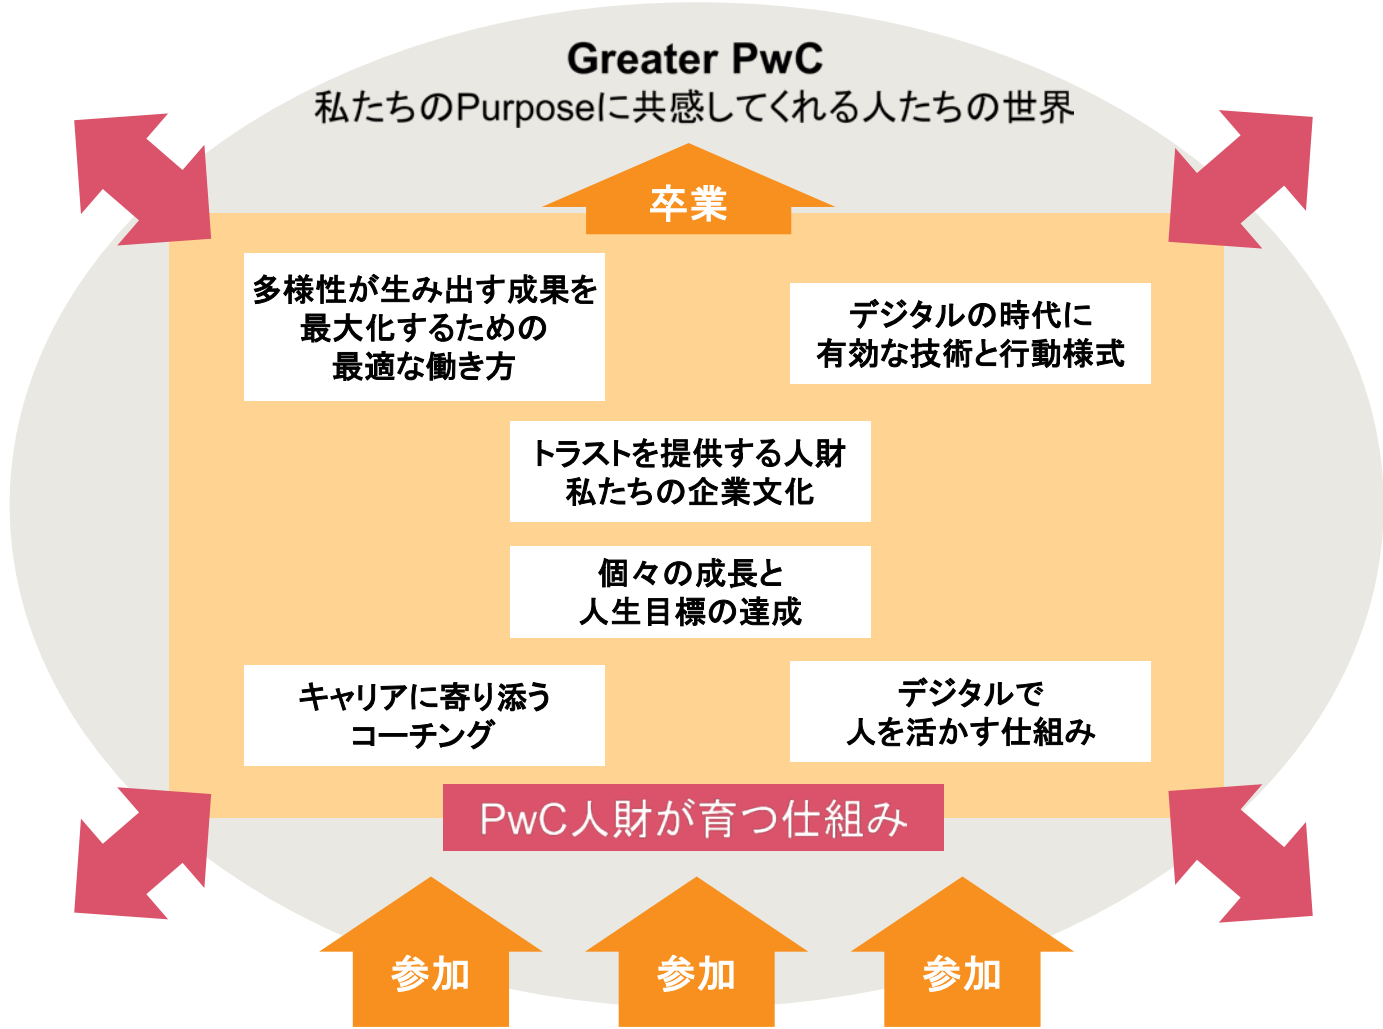 Greater PwC
私たちのPurposeに共感してくれる人たちの世界
卒業
多様性が生み出す成果を
最大化するための
最適な働き方
デジタルの時代に
有効な技術と行動様式
トラストを提供する人財
私たちの企業文化
個々の成長と
人生目標の達成
キャリアに寄り添う
コーチング
デジタルで
人を活かす仕組み
PwC人財が育つ仕組み
参加
参加
参加